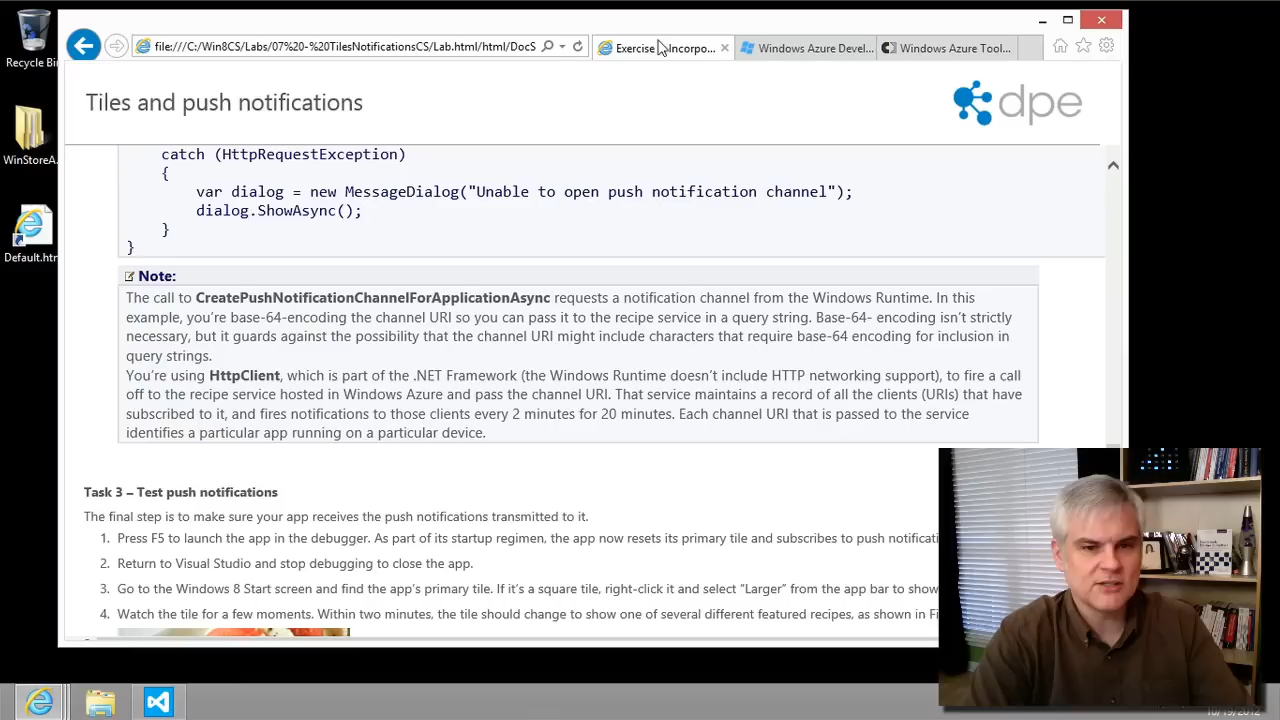 Recycle Bin
WinStoreA...
Default.htm
file:///C:/Win8CS/Labs/07%20-%20TilesNotificationsCS/Lab.html/html/DocS
Exercise Incorpo...
Windows Azure Devel...
Windows Azure Tool...
Tiles and push notifications
dpe
catch (HttpRequestException)
{
var dialog = new MessageDialog("Unable to open push notification channel");
dialog.ShowAsync();
}
}
Note:
The call to CreatePushNotificationChannelForApplicationAsync requests a notification channel from the Windows Runtime. In this
example, you're base-64-encoding the channel URI so you can pass it to the recipe service in a query string. Base-64- encoding isn't strictly
necessary, but it guards against the possibility that the channel URI might include characters that require base-64 encoding for inclusion in
query strings.
You're using HttpClient, which is part of the .NET Framework (the Windows Runtime doesn't include HTTP networking support), to fire a call
off to the recipe service hosted in Windows Azure and pass the channel URI. That service maintains a record of all the clients (URIs) that have
subscribed to it, and fires notifications to those clients every 2 minutes for 20 minutes. Each channel URI that is passed to the service
identifies a particular app running on a particular device.
Task 3 – Test push notifications
The final step is to make sure your app receives the push notifications transmitted to it.
1. Press F5 to launch the app in the debugger. As part of its startup regimen, the app now resets its primary tile and subscribes to push notificati
2. Return to Visual Studio and stop debugging to close the app.
3. Go to the Windows 8 Start screen and find the app's primary tile. If it's a square tile, right-click it and select "Larger" from the app bar to show
4. Watch the tile for a few moments. Within two minutes, the tile should change to show one of several different featured recipes, as shown in Fi
10/19/2012